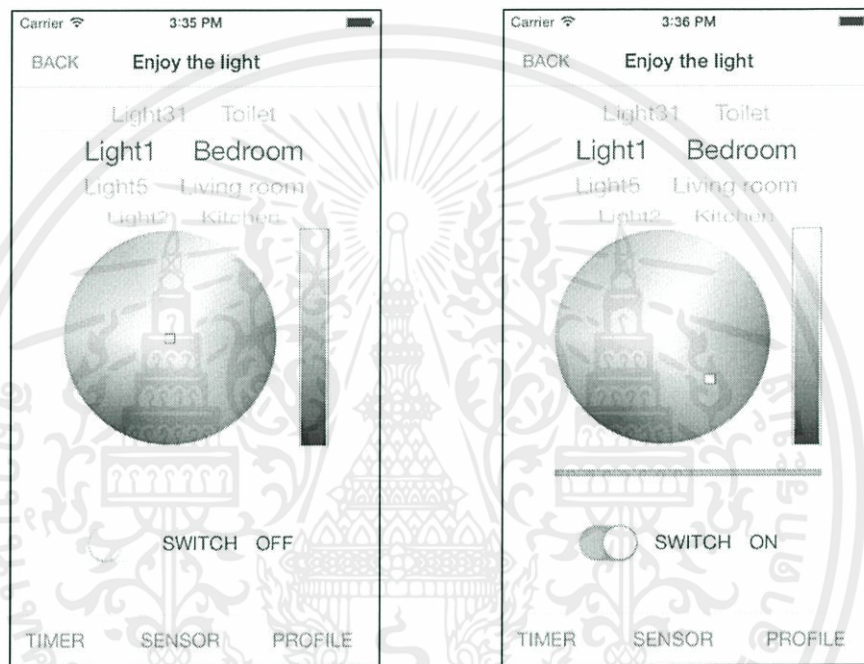 Carrier 3:35 PM
BACK Enjoy the light
Light31 Toilet
Light1 Bedroom
Light5 Living room
Light2 Kitchen
SWITCH OFF
TIMER SENSOR PROFILE
Carrier 3:36 PM
BACK Enjoy the light
Light31 Toilet
Light1 Bedroom
Light5 Living room
Light2 Kitchen
SWITCH ON
TIMER SENSOR PROFILE